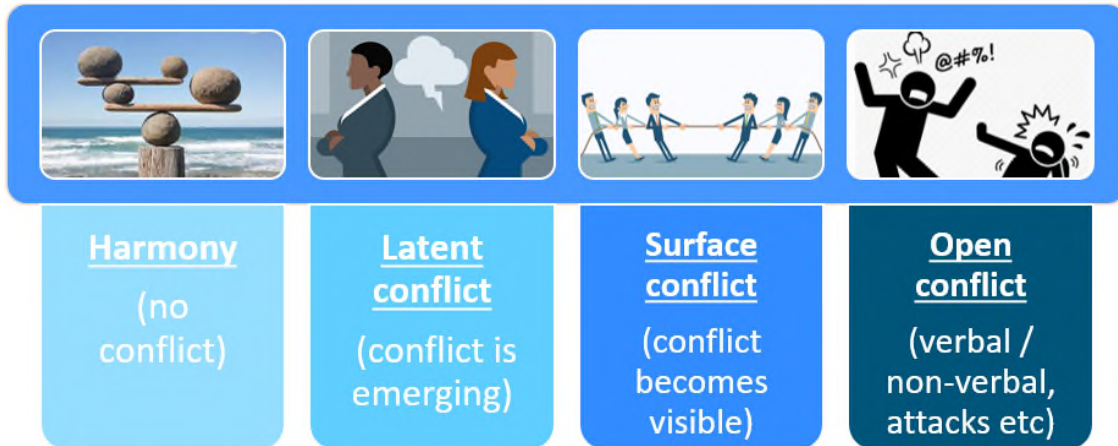 @#%!
Harmony
(no
conflict)
Latent
conflict
(conflict is
emerging)
Surface
conflict
(conflict
becomes
visible)
Open
conflict
(verbal /
non-verbal,
attacks etc)